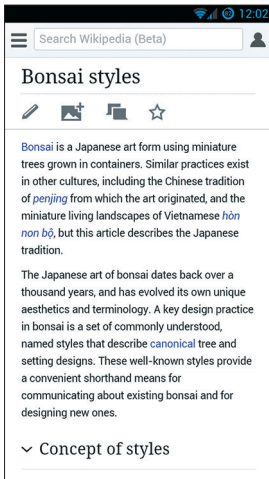 12:02
Search Wikipedia (Beta)
Bonsai styles
Bonsai is a Japanese art form using miniature
trees grown in containers. Similar practices exist
in other cultures, including the Chinese tradition
of penjing from which the art originated, and the
miniature living landscapes of Vietnamese hòn
non bộ, but this article describes the Japanese
tradition.
The Japanese art of bonsai dates back over a
thousand years, and has evolved its own unique
aesthetics and terminology. A key design practice
in bonsai is a set of commonly understood,
named styles that describe canonical tree and
setting designs. These well-known styles provide
a convenient shorthand means for
communicating about existing bonsai and for
designing new ones.
Concept of styles